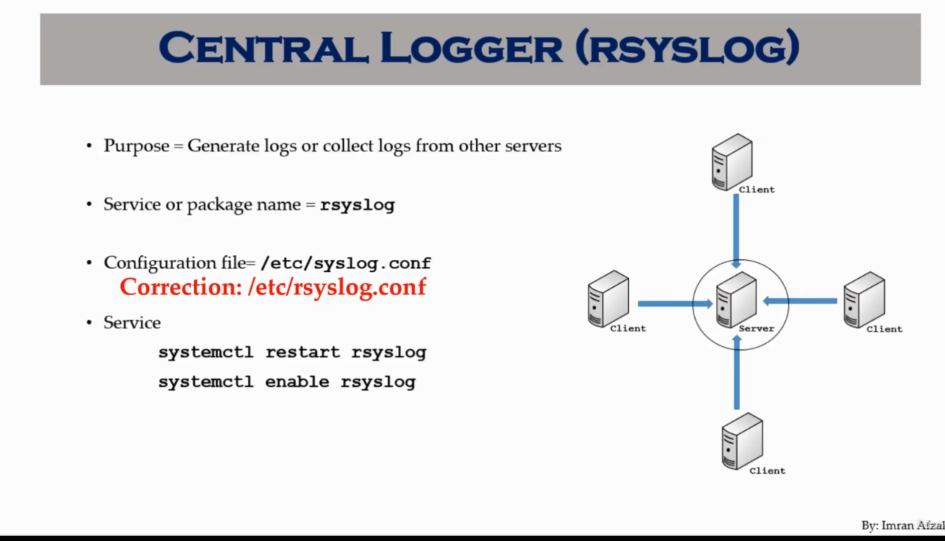 CENTRAL LOGGER (RSYSLOG)
• Purpose = Generate logs or collect logs from other servers
• Service or package name = rsyslog
• Configuration file= /etc/syslog.conf
Correction: /etc/rsyslog.conf
• Service
systemctl restart rsyslog
systemctl enable rsyslog
Client
Client
Server
Client
Client
By: Imran Afzal